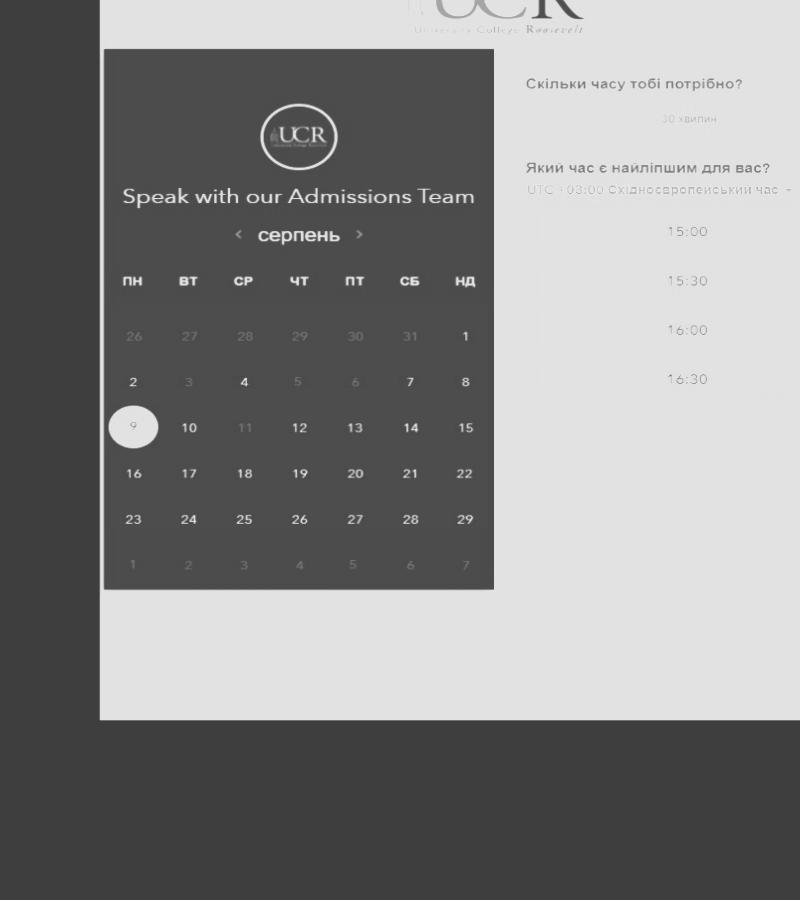 UCR
University College Roosevelt
UCR
Speak with our Admissions Team
< серпень >
ПН ВТ СР ЧТ ПТ СБ НД
26 27 28 29 30 31 1
2 3 4 5 6 7 8
9 10 11 12 13 14 15
16 17 18 19 20 21 22
23 24 25 26 27 28 29
1 2 3 4 5 6 7
Скільки часу тобі потрібно?
30 хвилин
Який час є найліпшим для вас?
UTC +03:00 Східноєвропейський час
15:00
15:30
16:00
16:30